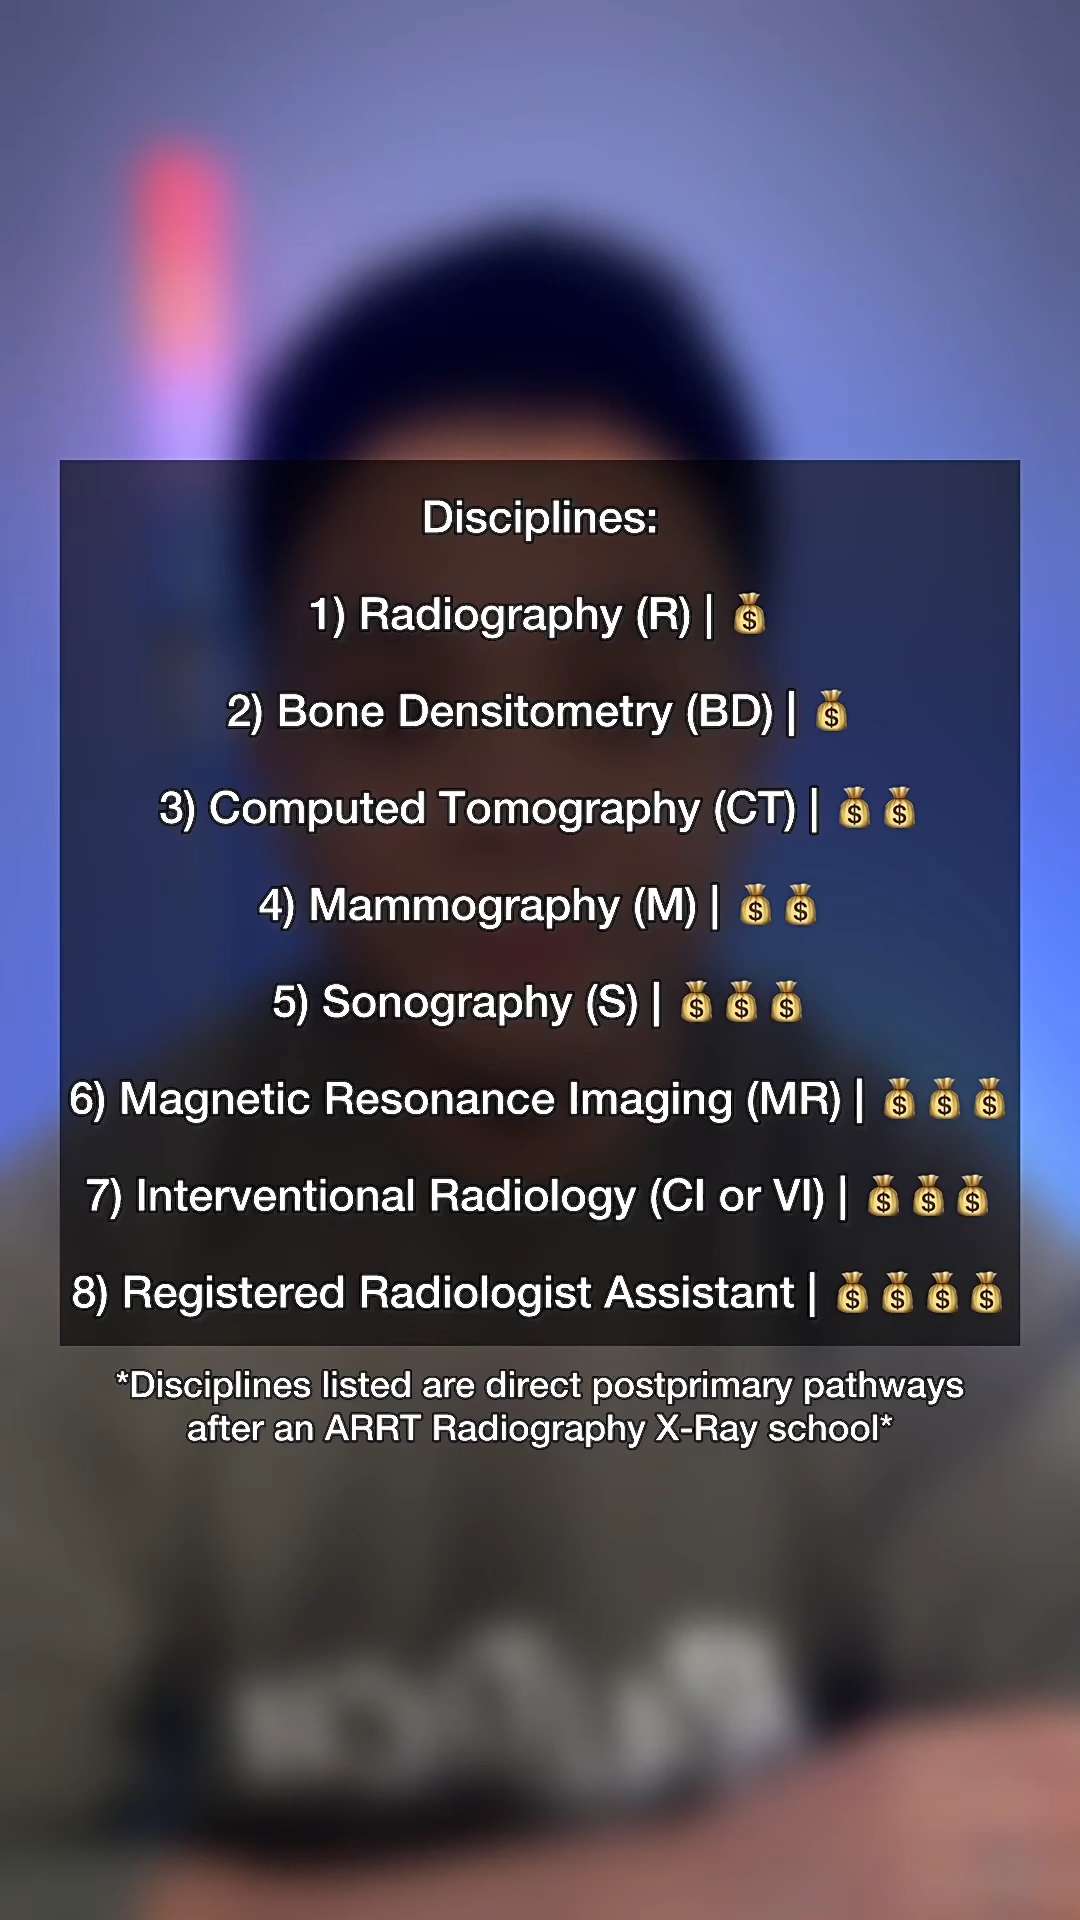 Disciplines:
1) Radiography (R) | 💰
2) Bone Densitometry (BD) | 💰
3) Computed Tomography (CT) | 💰💰
4) Mammography (M) | 💰💰
5) Sonography (S) | 💰💰💰
6) Magnetic Resonance Imaging (MR) | 💰💰💰
7) Interventional Radiology (CI or VI) | 💰💰💰
8) Registered Radiologist Assistant | 💰💰💰💰
*Disciplines listed are direct postprimary pathways
after an ARRT Radiography X-Ray school*